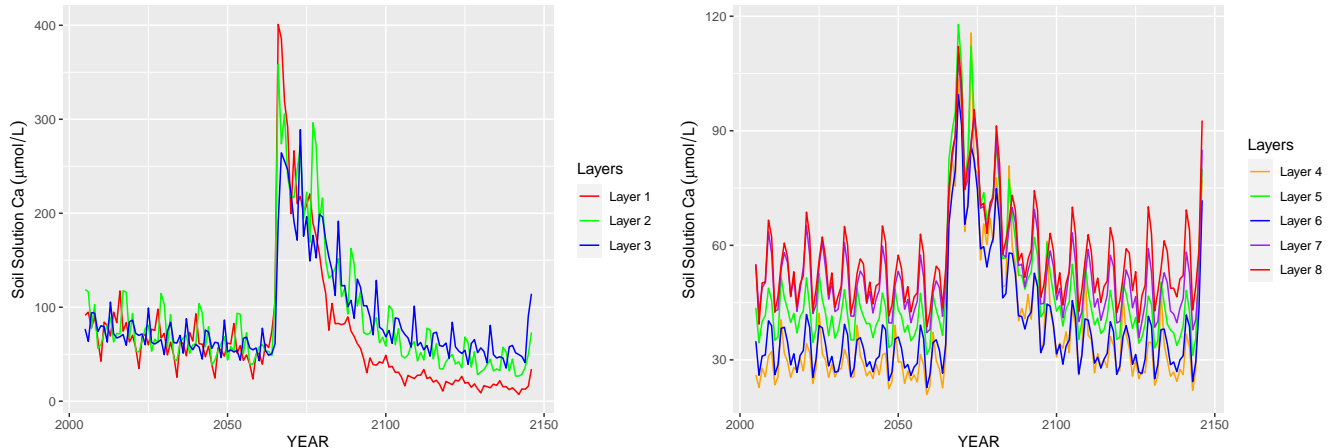 400
300
200
100
0
Soil Solution Ca (μmol/L)
2000
2050
2100
2150
YEAR
Layers
Layer 1
Layer 2
Layer 3
120
90
60
30
Soil Solution Ca (μmol/L)
2000
2050
2100
2150
YEAR
Layers
Layer 4
Layer 5
Layer 6
Layer 7
Layer 8